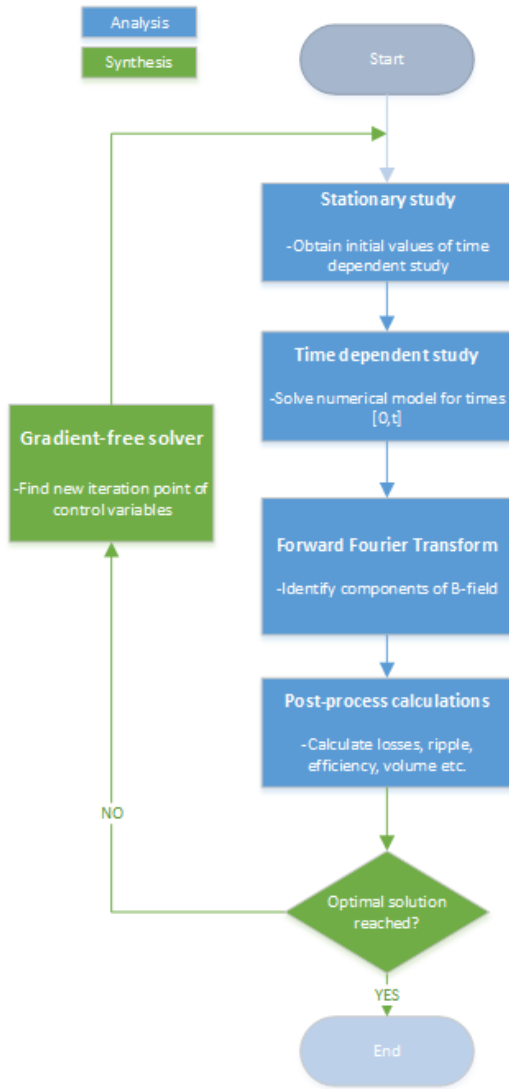 Analysis
Synthesis
Start
Stationary study
-Obtain initial values of time
dependent study
Time dependent study
-Solve numerical model for times
[0,t]
Gradient-free solver
-Find new iteration point of
control variables
Forward Fourier Transform
-Identify components of B-field
Post-process calculations
-Calculate losses, ripple,
efficiency, volume etc.
NO
Optimal solution
reached?
YES
End